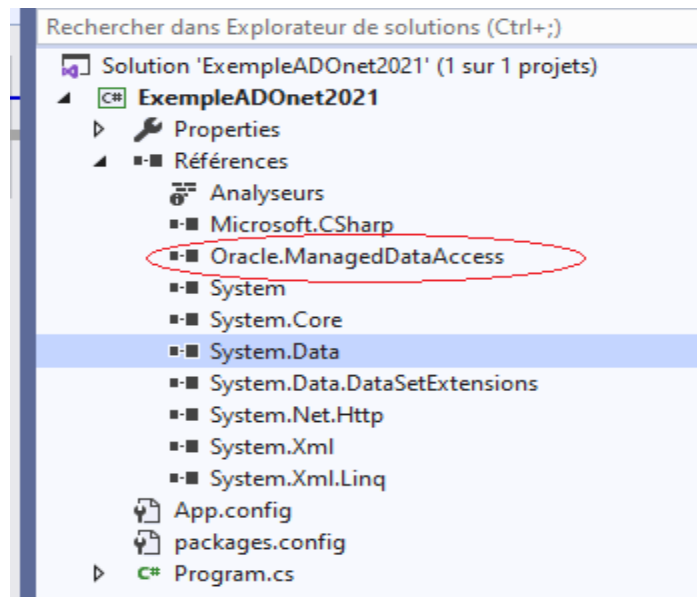 Rechercher dans Explorateur de solutions (Ctrl+;)
Solution 'ExempleADOnet2021' (1 sur 1 projets)
C# ExempleADOnet2021
Properties
Références
Analyseurs
Microsoft.CSharp
Oracle.ManagedDataAccess
System
System.Core
System.Data
System.Data.DataSetExtensions
System.Net.Http
System.Xml
System.Xml.Linq
App.config
packages.config
C# Program.cs